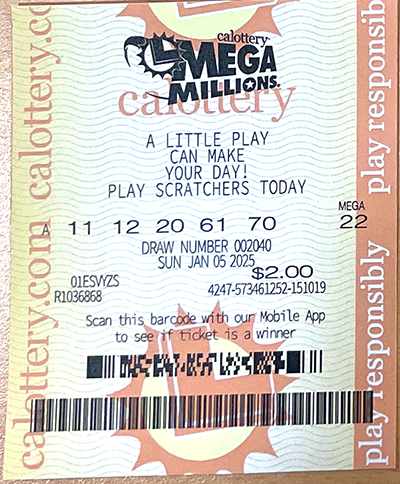 calottery
MEGA
MILLIONS.
calottery
A LITTLE PLAY
CAN MAKE
YOUR DAY!
PLAY SCRATCHERS TODAY
MEGA
A 11 12 20 61 70 22
DRAW NUMBER 002040
SUN JAN 05 2025
$2.00
01ESVYZS 4247-573461252-151019
R1036868
Scan this barcode with our Mobile App
to see if ticket is a winner
calottery.com calottery.co
play responsibly play responsib